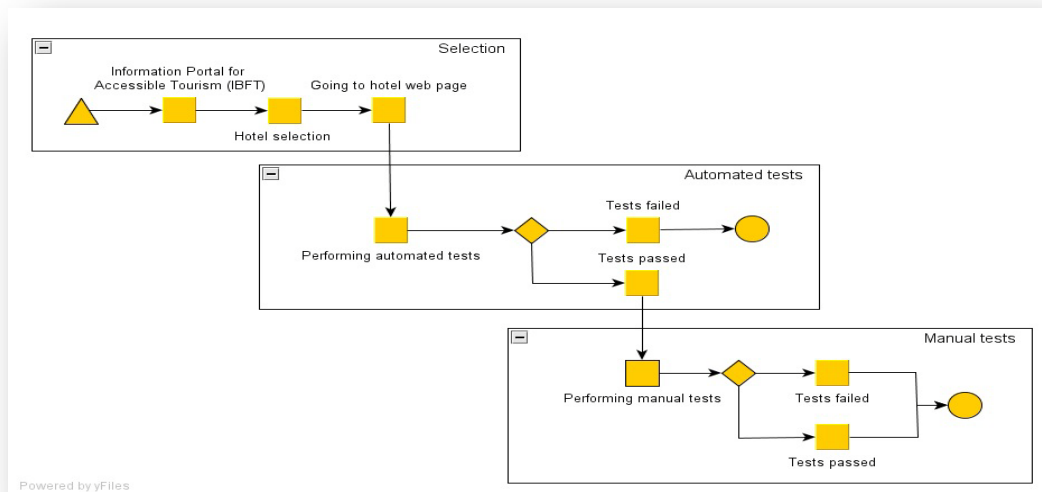 Selection
Information Portal for
Accessible Tourism (IBFT)
Going to hotel web page
Hotel selection
Automated tests
Tests failed
Performing automated tests
Tests passed
Manual tests
Performing manual tests
Tests failed
Tests passed
Powered by yFiles